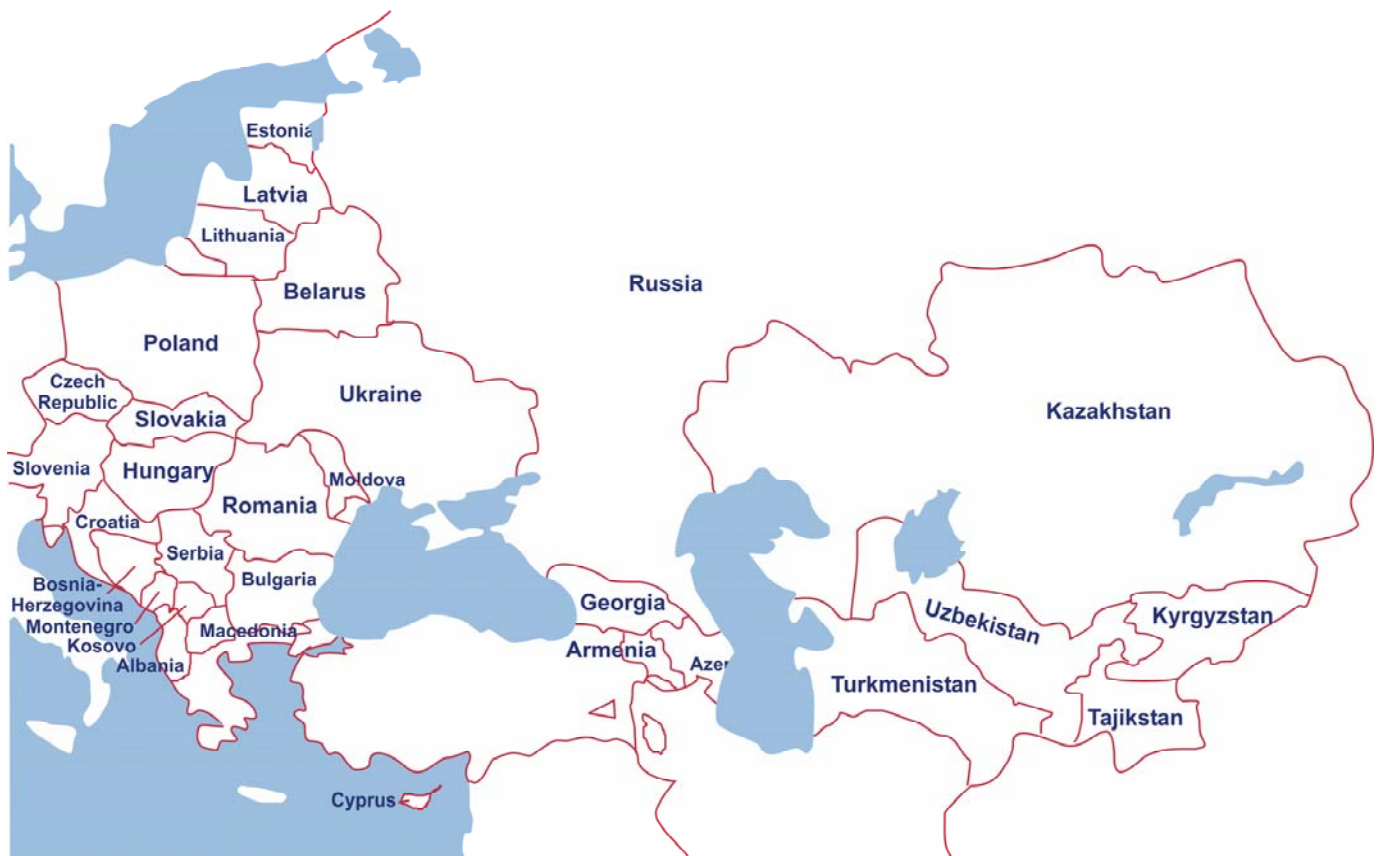 Estonia
Latvia
Lithuania
Belarus
Russia
Poland
Czech
Republic
Ukraine
Slovakia
Kazakhstan
Slovenia
Hungary
Moldova
Romania
Croatia
Serbia
Bulgaria
Bosnia-
Herzegovina
Montenegro
Kosovo
Albania
Macedonia
Georgia
Armenia
Azer
Uzbekistan
Kyrgyzstan
Turkmenistan
Tajikstan
Cyprus